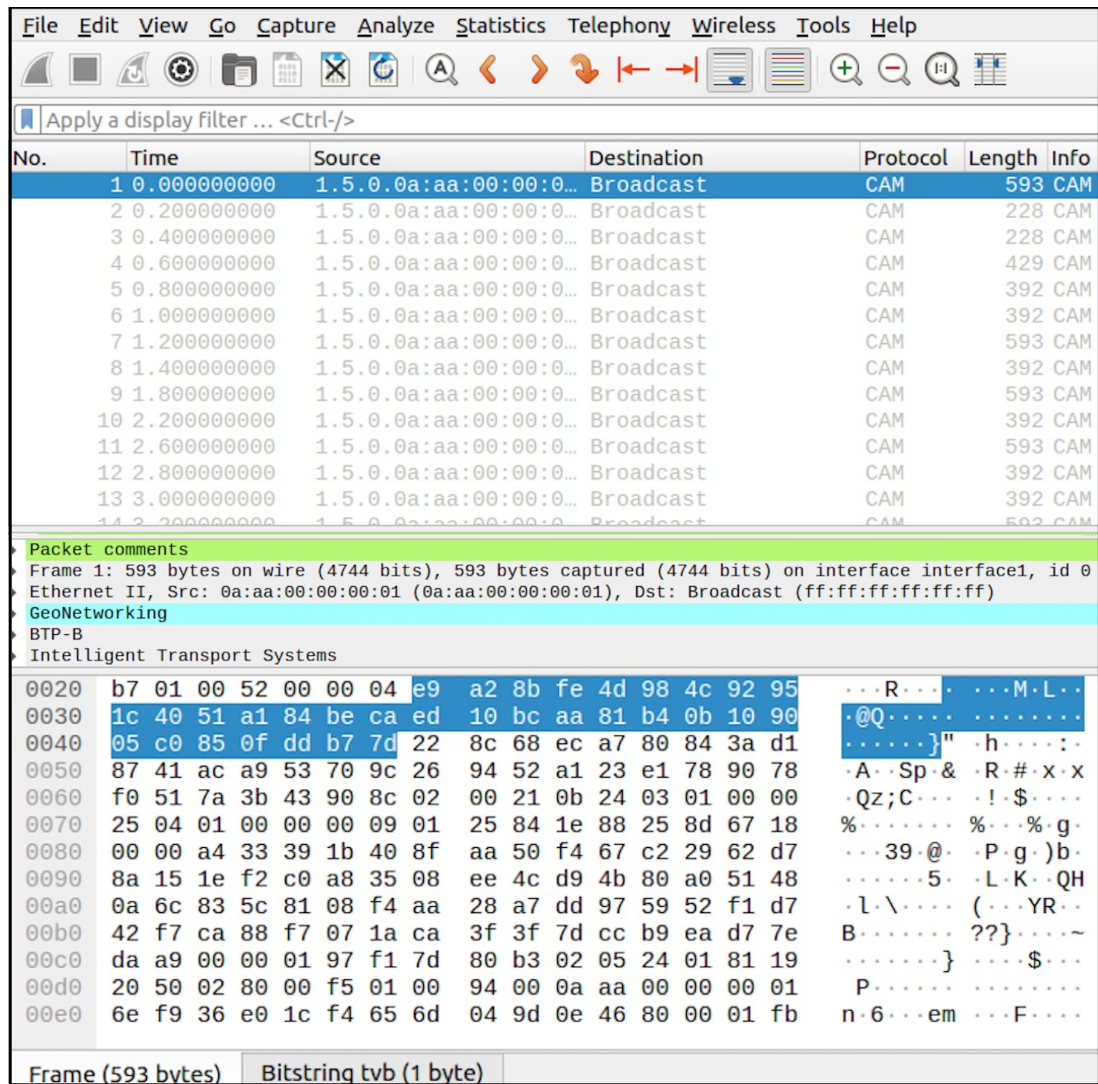 File Edit View Go Capture Analyze Statistics Telephony Wireless Tools Help
Apply a display filter ... <Ctrl-/>
No. Time Source Destination Protocol Length Info
1 0.000000000 1.5.0.0a:aa:00:00:0… Broadcast CAM 593 CAM
2 0.200000000 1.5.0.0a:aa:00:00:0… Broadcast CAM 228 CAM
3 0.400000000 1.5.0.0a:aa:00:00:0… Broadcast CAM 228 CAM
4 0.600000000 1.5.0.0a:aa:00:00:0… Broadcast CAM 429 CAM
5 0.800000000 1.5.0.0a:aa:00:00:0… Broadcast CAM 392 CAM
6 1.000000000 1.5.0.0a:aa:00:00:0… Broadcast CAM 392 CAM
7 1.200000000 1.5.0.0a:aa:00:00:0… Broadcast CAM 593 CAM
8 1.400000000 1.5.0.0a:aa:00:00:0… Broadcast CAM 392 CAM
9 1.800000000 1.5.0.0a:aa:00:00:0… Broadcast CAM 593 CAM
10 2.200000000 1.5.0.0a:aa:00:00:0… Broadcast CAM 392 CAM
11 2.600000000 1.5.0.0a:aa:00:00:0… Broadcast CAM 593 CAM
12 2.800000000 1.5.0.0a:aa:00:00:0… Broadcast CAM 392 CAM
13 3.000000000 1.5.0.0a:aa:00:00:0… Broadcast CAM 392 CAM
14 3.200000000 1.5.0.0a:aa:00:00:0… Broadcast CAM 593 CAM
Packet comments
Frame 1: 593 bytes on wire (4744 bits), 593 bytes captured (4744 bits) on interface interface1, id 0
Ethernet II, Src: 0a:aa:00:00:00:01 (0a:aa:00:00:00:01), Dst: Broadcast (ff:ff:ff:ff:ff:ff)
GeoNetworking
BTP-B
Intelligent Transport Systems
0020 b7 01 00 52 00 00 04 e9 a2 8b fe 4d 98 4c 92 95 ···R···· ···M·L··
0030 1c 40 51 a1 84 be ca ed 10 bc aa 81 b4 0b 10 90 ·@Q····· ········
0040 05 c0 85 0f dd b7 7d 22 8c 68 ec a7 80 84 3a d1 ······}" ·h····:·
0050 87 41 ac a9 53 70 9c 26 94 52 a1 23 e1 78 90 78 ·A··Sp·& ·R·#·x·x
0060 f0 51 7a 3b 43 90 8c 02 00 21 0b 24 03 01 00 00 ·Qz;C··· ·!·$····
0070 25 04 01 00 00 00 09 01 25 84 1e 88 25 8d 67 18 %······· %···%·g·
0080 00 00 a4 33 39 1b 40 8f aa 50 f4 67 c2 29 62 d7 ···39·@· ·P·g·)b·
0090 8a 15 1e f2 c0 a8 35 08 ee 4c d9 4b 80 a0 51 48 ······5· ·L·K··QH
00a0 0a 6c 83 5c 81 08 f4 aa 28 a7 dd 97 59 52 f1 d7 ·l·\···· (···YR··
00b0 42 f7 ca 88 f7 07 1a ca 3f 3f 7d cc b9 ea d7 7e B······· ??}····~
00c0 da a9 00 00 01 97 f1 7d 80 b3 02 05 24 01 81 19 ·······} ····$···
00d0 20 50 02 80 00 f5 01 00 94 00 0a aa 00 00 00 01 P······ ········
00e0 6e f9 36 e0 1c f4 65 6d 04 9d 0e 46 80 00 01 fb n·6···em ···F····
Frame (593 bytes) Bitstring tvb (1 byte)